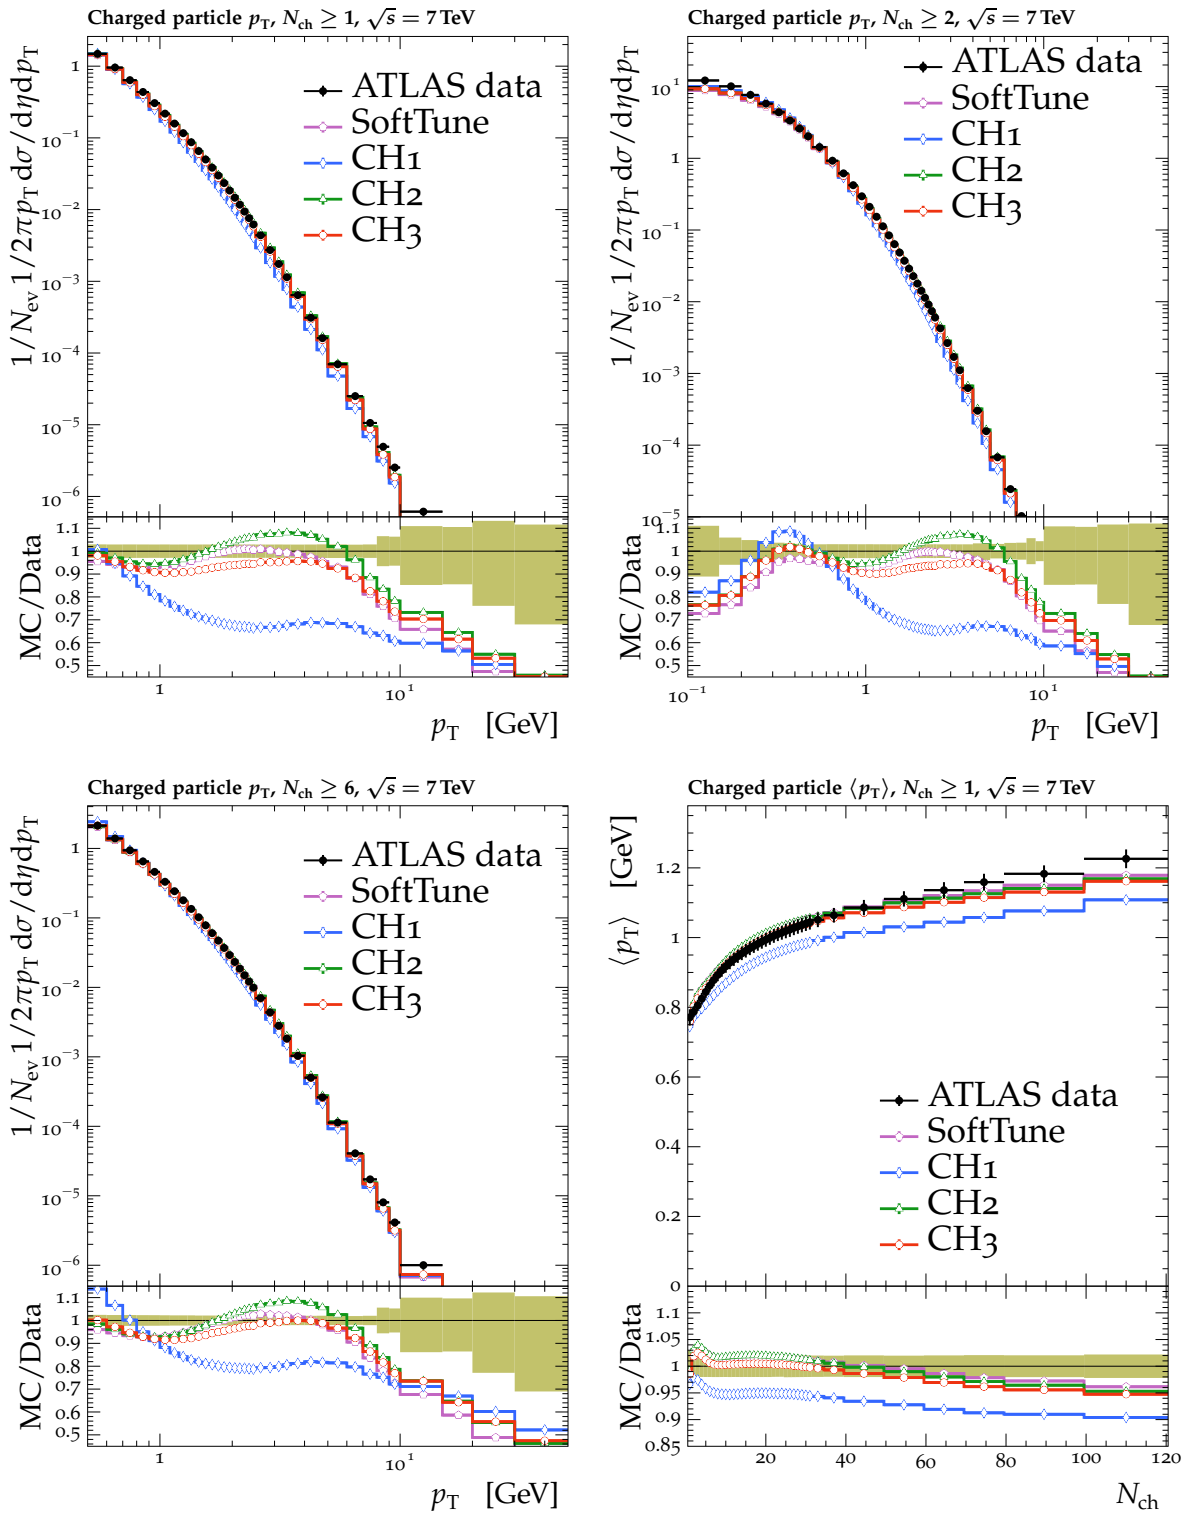 Charged particle pT, Nch ≥ 1, √s = 7 TeV
1/Nev 1/2πpT dσ/dηdpT
1
10⁻¹
10⁻²
10⁻³
10⁻⁴
10⁻⁵
10⁻⁶
ATLAS data
SoftTune
CH1
CH2
CH3
MC/Data
1.1
1
0.9
0.8
0.7
0.6
0.5
1
10¹
pT [GeV]
Charged particle pT, Nch ≥ 2, √s = 7 TeV
1/Nev 1/2πpT dσ/dηdpT
10¹
1
10⁻¹
10⁻²
10⁻³
10⁻⁴
10⁻⁵
ATLAS data
SoftTune
CH1
CH2
CH3
MC/Data
1.1
1
0.9
0.8
0.7
0.6
0.5
10⁻¹
1
10¹
pT [GeV]
Charged particle pT, Nch ≥ 6, √s = 7 TeV
1/Nev 1/2πpT dσ/dηdpT
1
10⁻¹
10⁻²
10⁻³
10⁻⁴
10⁻⁵
10⁻⁶
ATLAS data
SoftTune
CH1
CH2
CH3
MC/Data
1.1
1
0.9
0.8
0.7
0.6
0.5
1
10¹
pT [GeV]
Charged particle ⟨pT⟩, Nch ≥ 1, √s = 7 TeV
⟨pT⟩ [GeV]
1.2
1
0.8
0.6
0.4
0.2
0
ATLAS data
SoftTune
CH1
CH2
CH3
MC/Data
1.1
1.05
1
0.95
0.9
0.85
20
40
60
80
100
120
Nch